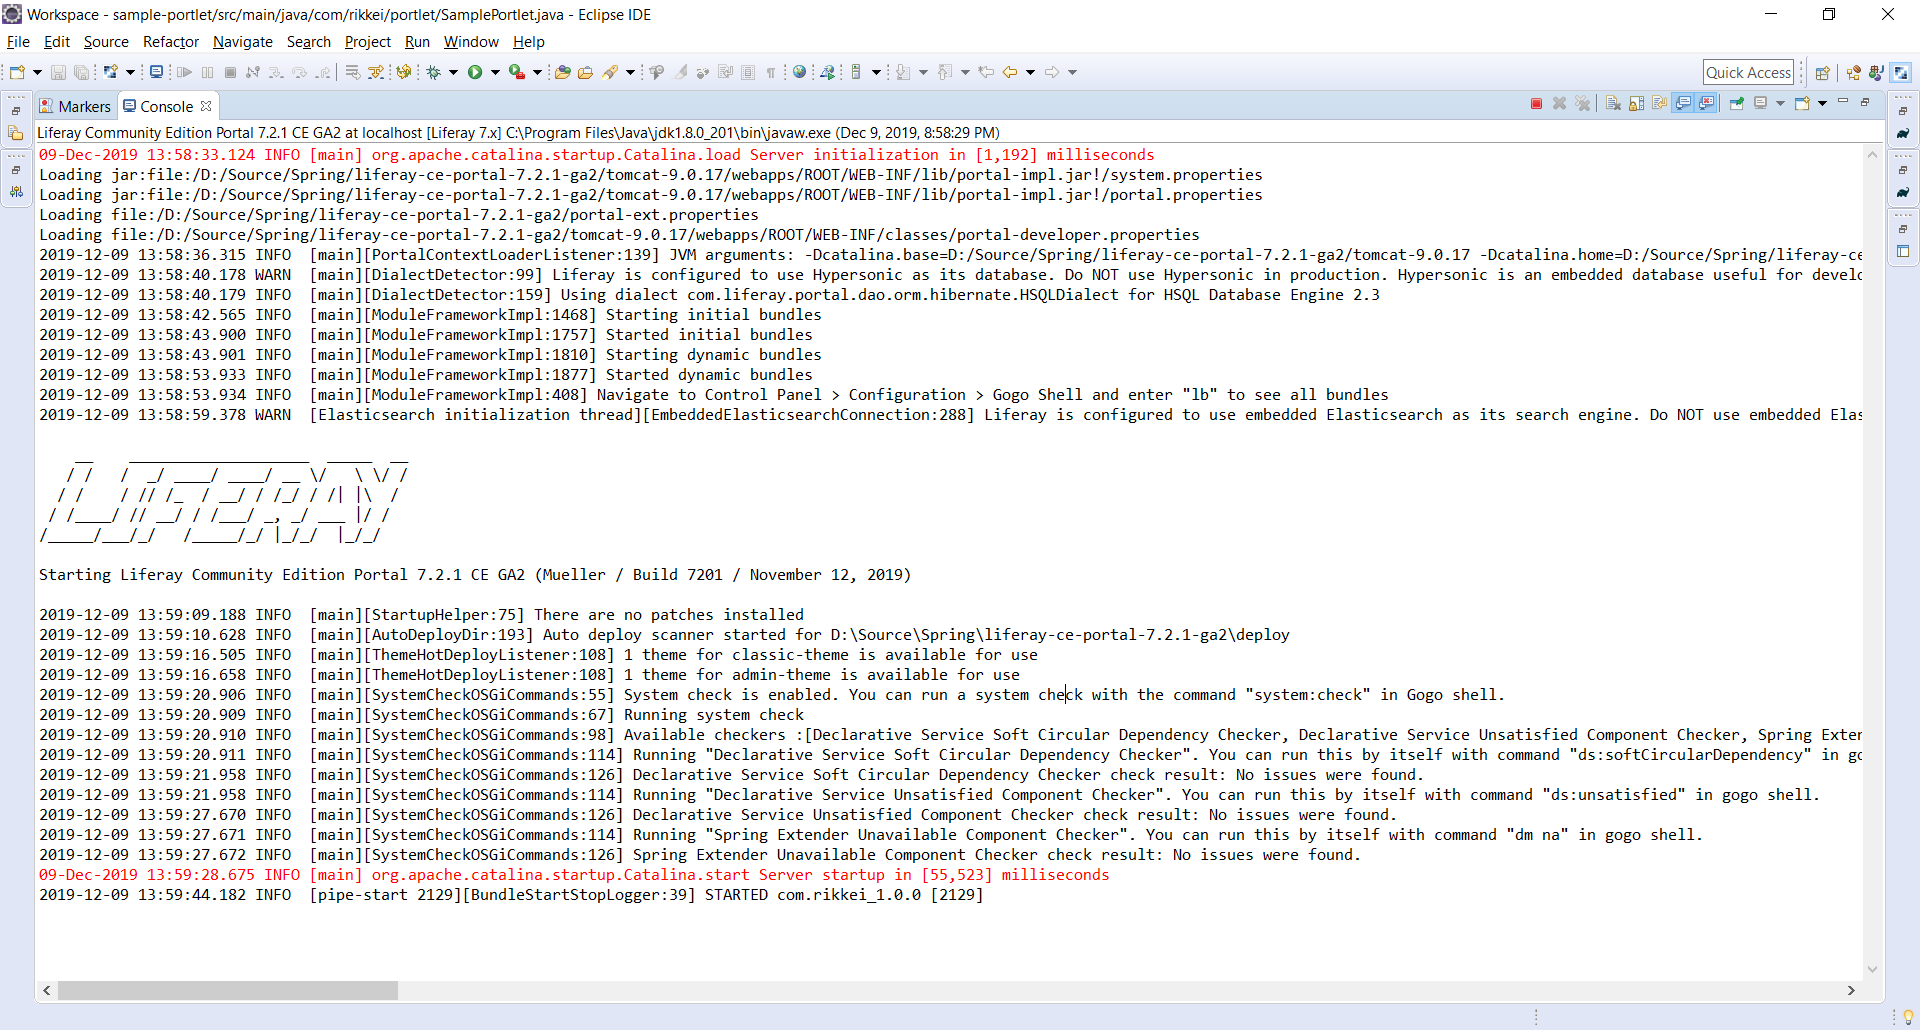 Workspace - sample-portlet/src/main/java/com/rikkei/portlet/SamplePortlet.java - Eclipse IDE
File Edit Source Refactor Navigate Search Project Run Window Help
Quick Access
Markers Console
Liferay Community Edition Portal 7.2.1 CE GA2 at localhost [Liferay 7.x] C:\Program Files\Java\jdk1.8.0_201\bin\javaw.exe (Dec 9, 2019, 8:58:29 PM)
09-Dec-2019 13:58:33.124 INFO [main] org.apache.catalina.startup.Catalina.load Server initialization in [1,192] milliseconds
Loading jar:file:/D:/Source/Spring/liferay-ce-portal-7.2.1-ga2/tomcat-9.0.17/webapps/ROOT/WEB-INF/lib/portal-impl.jar!/system.properties
Loading jar:file:/D:/Source/Spring/liferay-ce-portal-7.2.1-ga2/tomcat-9.0.17/webapps/ROOT/WEB-INF/lib/portal-impl.jar!/portal.properties
Loading file:/D:/Source/Spring/liferay-ce-portal-7.2.1-ga2/portal-ext.properties
Loading file:/D:/Source/Spring/liferay-ce-portal-7.2.1-ga2/tomcat-9.0.17/webapps/ROOT/WEB-INF/classes/portal-developer.properties
2019-12-09 13:58:36.315 INFO  [main][PortalContextLoaderListener:139] JVM arguments: -Dcatalina.base=D:/Source/Spring/liferay-ce-portal-7.2.1-ga2/tomcat-9.0.17 -Dcatalina.home=D:/Source/Spring/liferay-ce
2019-12-09 13:58:40.178 WARN  [main][DialectDetector:99] Liferay is configured to use Hypersonic as its database. Do NOT use Hypersonic in production. Hypersonic is an embedded database useful for develo
2019-12-09 13:58:40.179 INFO  [main][DialectDetector:159] Using dialect com.liferay.portal.dao.orm.hibernate.HSQLDialect for HSQL Database Engine 2.3
2019-12-09 13:58:42.565 INFO  [main][ModuleFrameworkImpl:1468] Starting initial bundles
2019-12-09 13:58:43.900 INFO  [main][ModuleFrameworkImpl:1757] Started initial bundles
2019-12-09 13:58:43.901 INFO  [main][ModuleFrameworkImpl:1810] Starting dynamic bundles
2019-12-09 13:58:53.933 INFO  [main][ModuleFrameworkImpl:1877] Started dynamic bundles
2019-12-09 13:58:53.934 INFO  [main][ModuleFrameworkImpl:408] Navigate to Control Panel > Configuration > Gogo Shell and enter "lb" to see all bundles
2019-12-09 13:58:59.378 WARN  [Elasticsearch initialization thread][EmbeddedElasticsearchConnection:288] Liferay is configured to use embedded Elasticsearch as its search engine. Do NOT use embedded Elas
LIFERAY
Starting Liferay Community Edition Portal 7.2.1 CE GA2 (Mueller / Build 7201 / November 12, 2019)
2019-12-09 13:59:09.188 INFO  [main][StartupHelper:75] There are no patches installed
2019-12-09 13:59:10.628 INFO  [main][AutoDeployDir:193] Auto deploy scanner started for D:\Source\Spring\liferay-ce-portal-7.2.1-ga2\deploy
2019-12-09 13:59:16.505 INFO  [main][ThemeHotDeployListener:108] 1 theme for classic-theme is available for use
2019-12-09 13:59:16.658 INFO  [main][ThemeHotDeployListener:108] 1 theme for admin-theme is available for use
2019-12-09 13:59:20.906 INFO  [main][SystemCheckOSGiCommands:55] System check is enabled. You can run a system check with the command "system:check" in Gogo shell.
2019-12-09 13:59:20.909 INFO  [main][SystemCheckOSGiCommands:67] Running system check
2019-12-09 13:59:20.910 INFO  [main][SystemCheckOSGiCommands:98] Available checkers :[Declarative Service Soft Circular Dependency Checker, Declarative Service Unsatisfied Component Checker, Spring Exten
2019-12-09 13:59:20.911 INFO  [main][SystemCheckOSGiCommands:114] Running "Declarative Service Soft Circular Dependency Checker". You can run this by itself with command "ds:softCircularDependency" in go
2019-12-09 13:59:21.958 INFO  [main][SystemCheckOSGiCommands:126] Declarative Service Soft Circular Dependency Checker check result: No issues were found.
2019-12-09 13:59:21.958 INFO  [main][SystemCheckOSGiCommands:114] Running "Declarative Service Unsatisfied Component Checker". You can run this by itself with command "ds:unsatisfied" in gogo shell.
2019-12-09 13:59:27.670 INFO  [main][SystemCheckOSGiCommands:126] Declarative Service Unsatisfied Component Checker check result: No issues were found.
2019-12-09 13:59:27.671 INFO  [main][SystemCheckOSGiCommands:114] Running "Spring Extender Unavailable Component Checker". You can run this by itself with command "dm na" in gogo shell.
2019-12-09 13:59:27.672 INFO  [main][SystemCheckOSGiCommands:126] Spring Extender Unavailable Component Checker check result: No issues were found.
09-Dec-2019 13:59:28.675 INFO [main] org.apache.catalina.startup.Catalina.start Server startup in [55,523] milliseconds
2019-12-09 13:59:44.182 INFO  [pipe-start 2129][BundleStartStopLogger:39] STARTED com.rikkei_1.0.0 [2129]